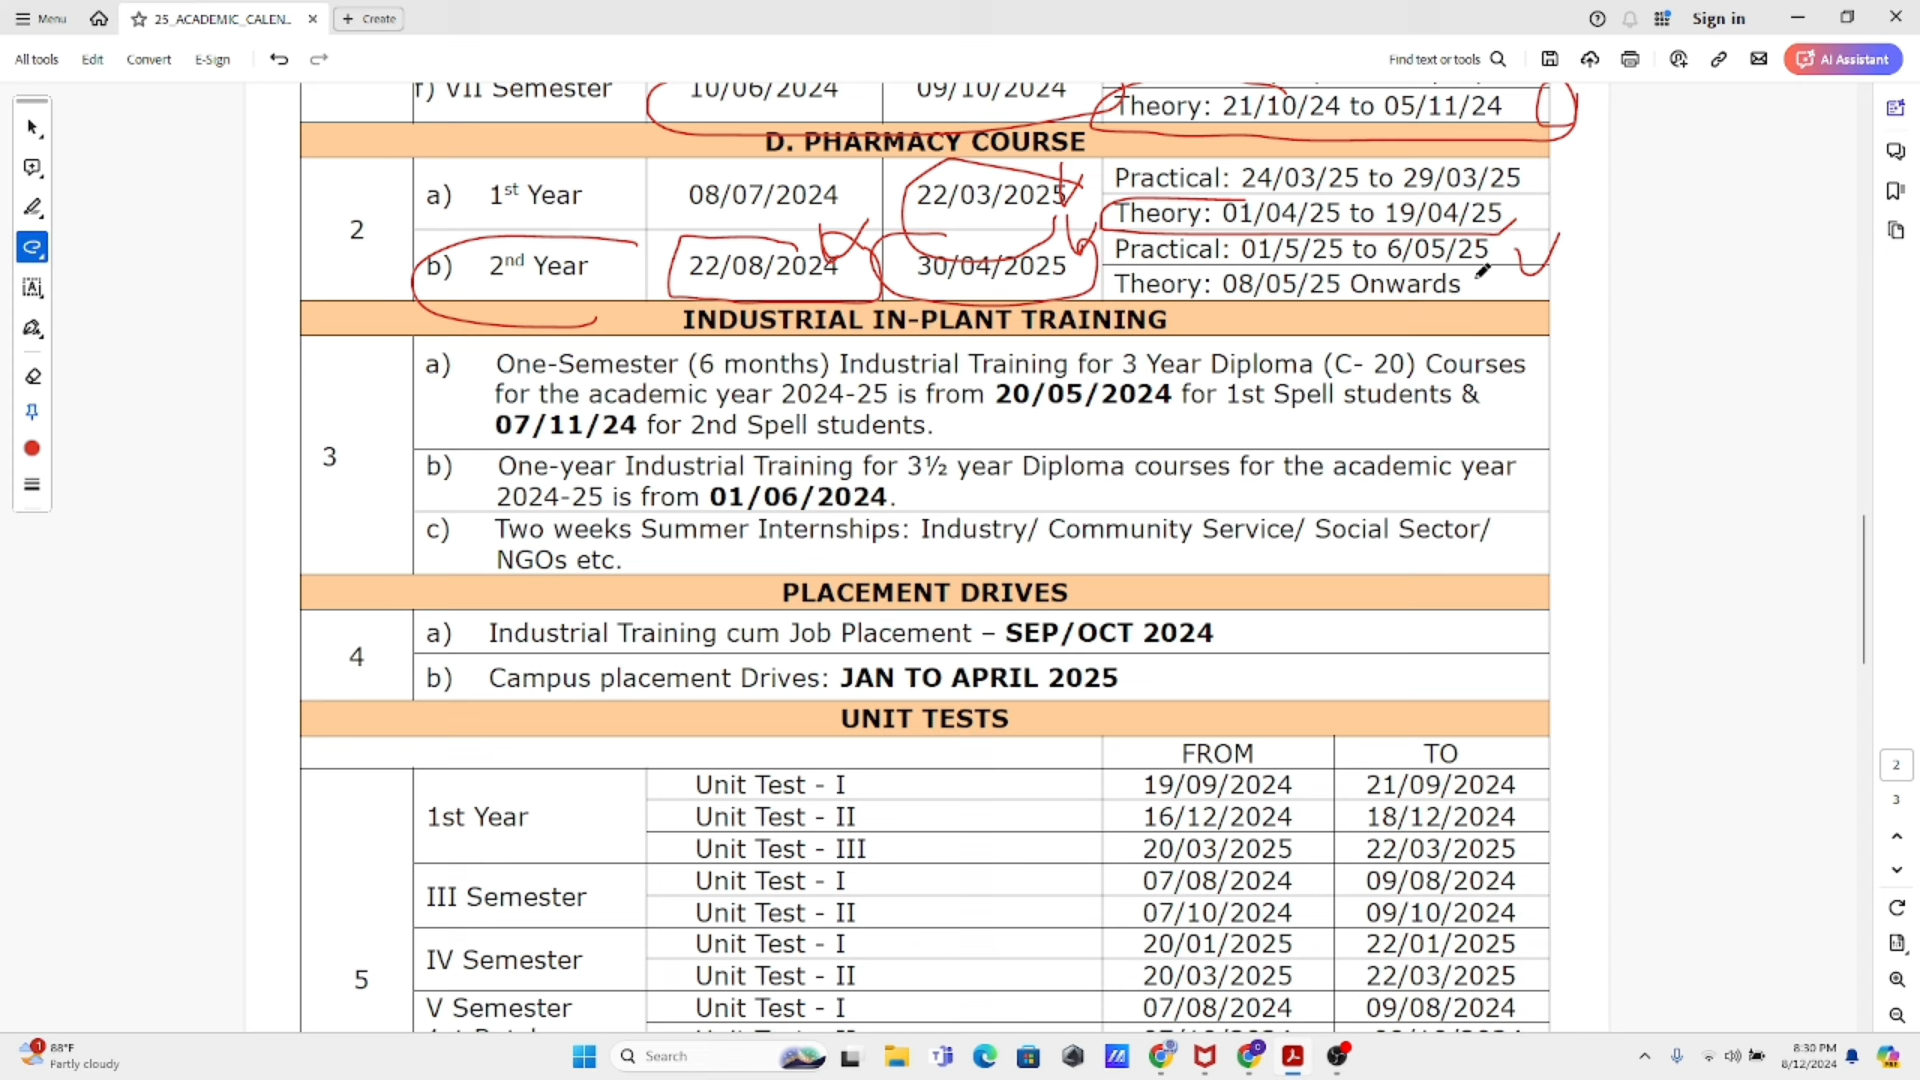 Menu
25_ACADEMIC_CALEN..
Create
Sign in
All tools
Edit
Convert
E-Sign
Find text or tools
AI Assistant
f) VII Semester 10/06/2024 09/10/2024
Theory: 21/10/24 to 05/11/24
D. PHARMACY COURSE
2
a) 1st Year 08/07/2024 22/03/2025
Practical: 24/03/25 to 29/03/25
Theory: 01/04/25 to 19/04/25
b) 2nd Year 22/08/2024 30/04/2025
Practical: 01/5/25 to 6/05/25
Theory: 08/05/25 Onwards
INDUSTRIAL IN-PLANT TRAINING
3
a) One-Semester (6 months) Industrial Training for 3 Year Diploma (C- 20) Courses
for the academic year 2024-25 is from 20/05/2024 for 1st Spell students &
07/11/24 for 2nd Spell students.
b) One-year Industrial Training for 3½ year Diploma courses for the academic year
2024-25 is from 01/06/2024.
c) Two weeks Summer Internships: Industry/ Community Service/ Social Sector/
NGOs etc.
PLACEMENT DRIVES
4
a) Industrial Training cum Job Placement – SEP/OCT 2024
b) Campus placement Drives: JAN TO APRIL 2025
UNIT TESTS
FROM TO
5
1st Year
Unit Test - I 19/09/2024 21/09/2024
Unit Test - II 16/12/2024 18/12/2024
Unit Test - III 20/03/2025 22/03/2025
III Semester
Unit Test - I 07/08/2024 09/08/2024
Unit Test - II 07/10/2024 09/10/2024
IV Semester
Unit Test - I 20/01/2025 22/01/2025
Unit Test - II 20/03/2025 22/03/2025
V Semester
Unit Test - I 07/08/2024 09/08/2024
2
3
1
88°F
Partly cloudy
Search
8:30 PM
8/12/2024